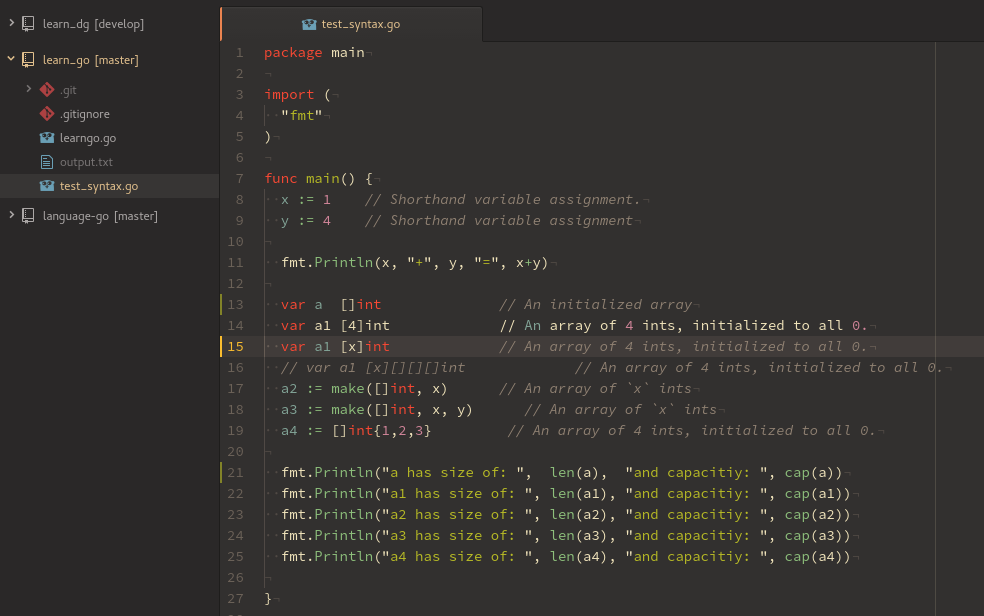 learn_dg [develop]
learn_go [master]
.git
.gitignore
learngo.go
output.txt
test_syntax.go
language-go [master]
test_syntax.go
1 package main¬
2 ¬
3 import (¬
4 ··"fmt"¬
5 )¬
6 ¬
7 func main() {¬
8 ··x := 1    // Shorthand variable assignment.¬
9 ··y := 4    // Shorthand variable assignment¬
10 ¬
11 ··fmt.Println(x, "+", y, "=", x+y)¬
12 ¬
13 ··var a  []int              // An initialized array¬
14 ··var a1 [4]int             // An array of 4 ints, initialized to all 0.¬
15 ··var a1 [x]int             // An array of 4 ints, initialized to all 0.¬
16 ··// var a1 [x][][][]int             // An array of 4 ints, initialized to all 0.¬
17 ··a2 := make([]int, x)      // An array of `x` ints¬
18 ··a3 := make([]int, x, y)      // An array of `x` ints¬
19 ··a4 := []int{1,2,3}         // An array of 4 ints, initialized to all 0.¬
20 ¬
21 ··fmt.Println("a has size of: ",  len(a),  "and capacitiy: ", cap(a))¬
22 ··fmt.Println("a1 has size of: ", len(a1), "and capacitiy: ", cap(a1))¬
23 ··fmt.Println("a2 has size of: ", len(a2), "and capacitiy: ", cap(a2))¬
24 ··fmt.Println("a3 has size of: ", len(a3), "and capacitiy: ", cap(a3))¬
25 ··fmt.Println("a4 has size of: ", len(a4), "and capacitiy: ", cap(a4))¬
26 ¬
27 }¬